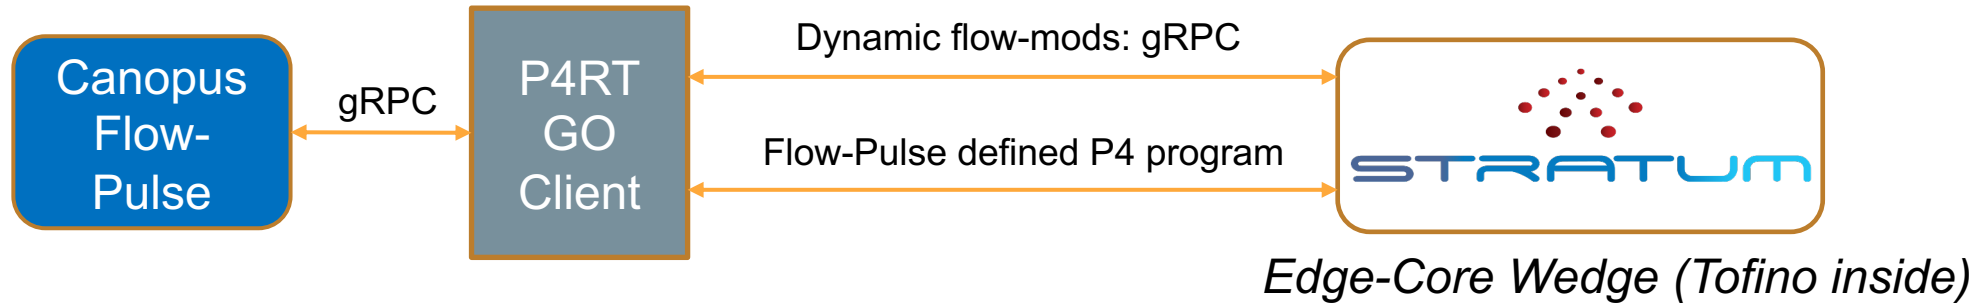 Canopus
Flow-
Pulse
gRPC
P4RT
GO
Client
Dynamic flow-mods: gRPC
Flow-Pulse defined P4 program
STRATUM
Edge-Core Wedge (Tofino inside)